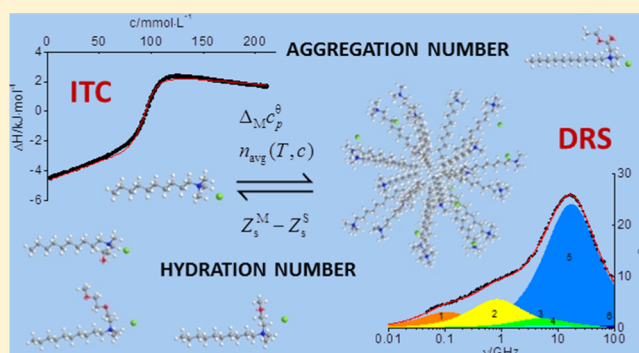 c/mmol·L⁻¹
0 50 100 150 200
4
2
0
-2
-4
-6
ΔH/kJ·mol⁻¹
ITC
AGGREGATION NUMBER
Δ_M c_p^θ
n_avg(T,c)
Z_s^M − Z_s^S
DRS
HYDRATION NUMBER
30
20
10
0
1 2 3 4 5 6
0.01 0.1 1 10 100
ν/GHz